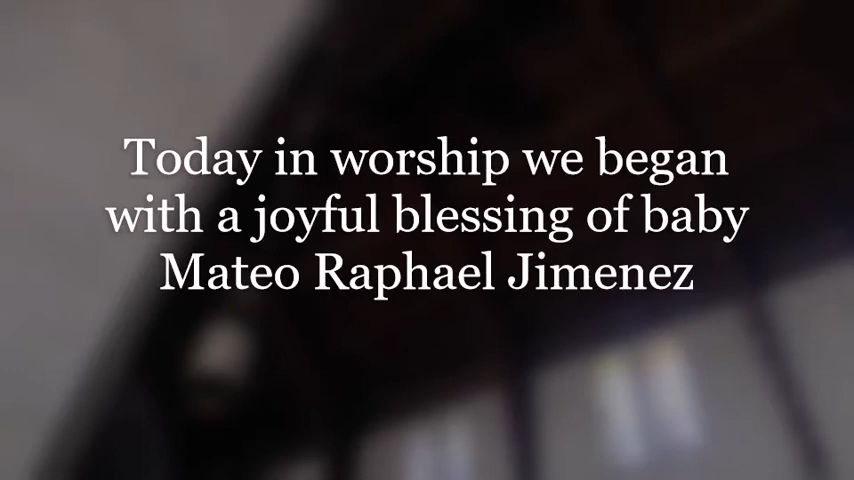 Today in worship we began
with a joyful blessing of baby
Mateo Raphael Jimenez